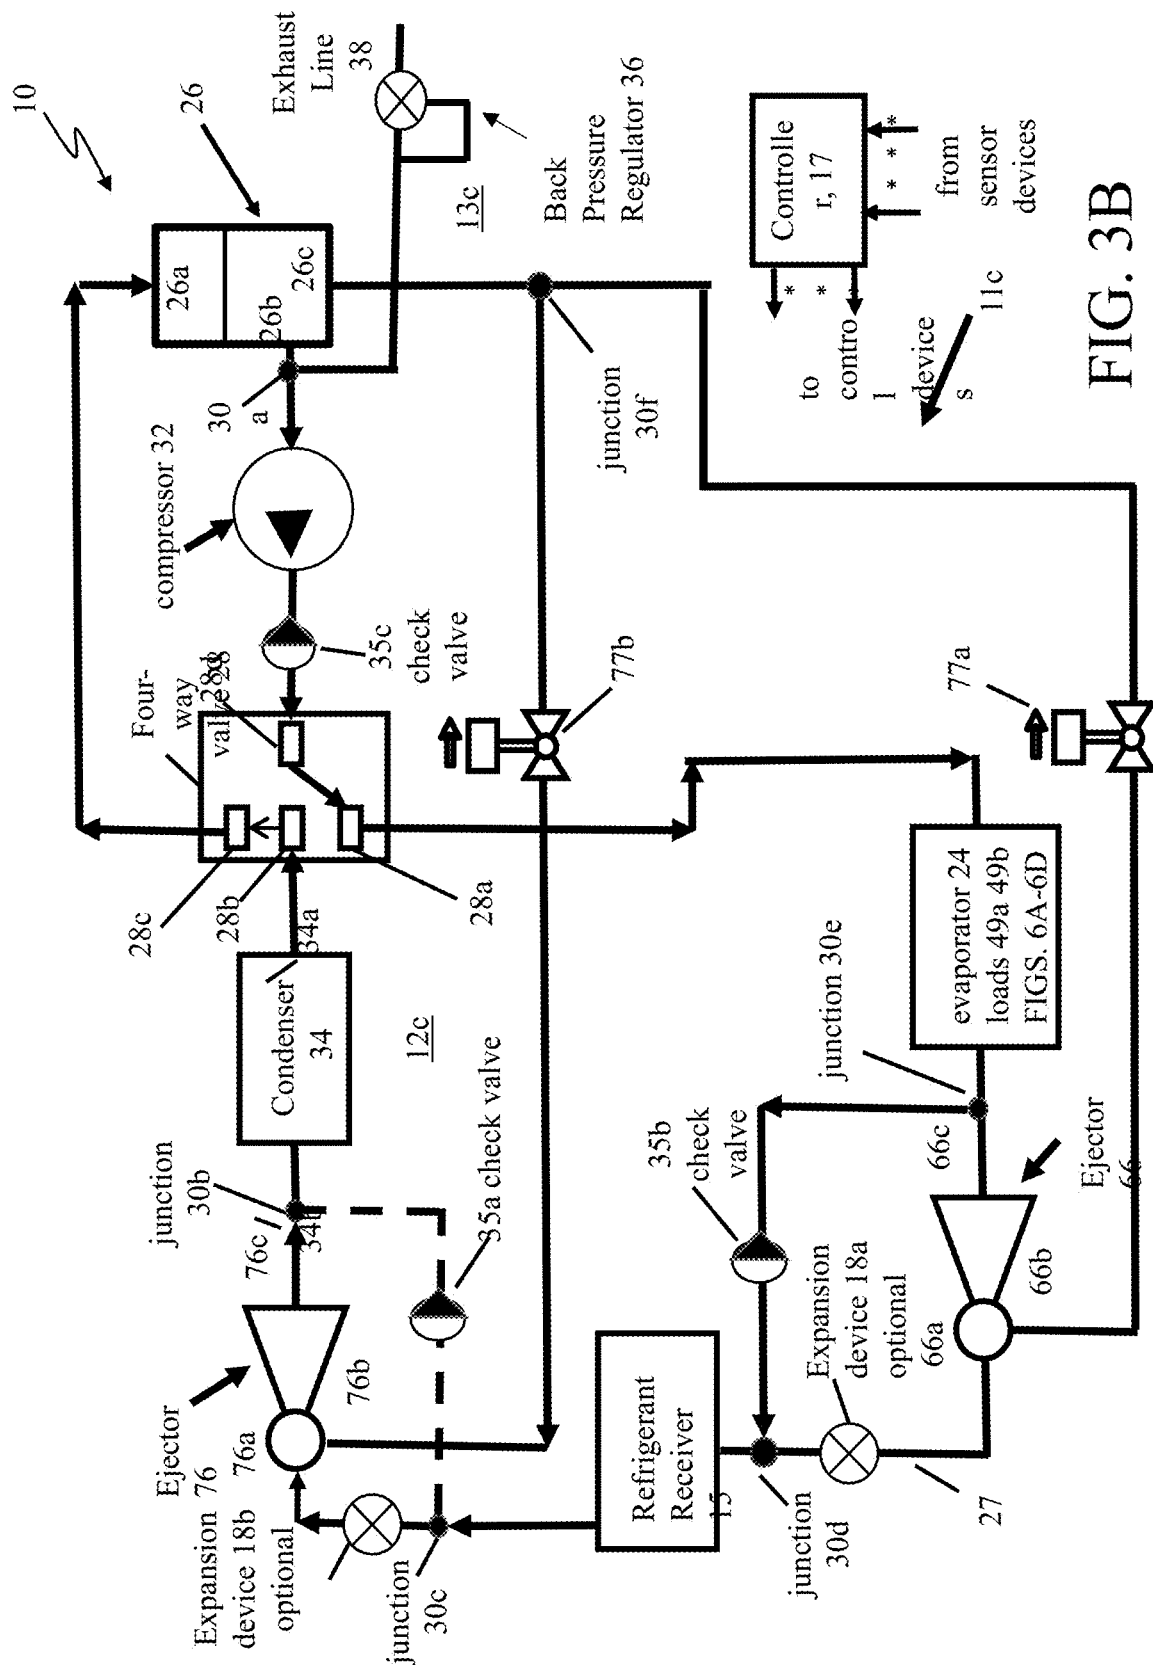 10
26
Exhaust
Line
38
26a
26b
26c
13c
Back
Pressure
Regulator 36
Controlle
r, 17
* * *
from
sensor
devices
* * *
to
contro
l
device
s
11c
FIG. 3B
30
a
compressor 32
junction
30f
35c
check
valve
Four-
way
valve 28
28d
28c
28b
28a
34a
77b
77a
Condenser
34
12c
evaporator 24
loads 49a 49b
FIGS. 6A-6D
junction 30e
junction
30b
34b
76c
35a check valve
35b
check
valve
66c
Ejector
66
66b
66a
Ejector
76
76a
76b
Expansion
device 18b
optional
junction
30c
Refrigerant
Receiver
15
Expansion
device 18a
optional
junction
30d
27